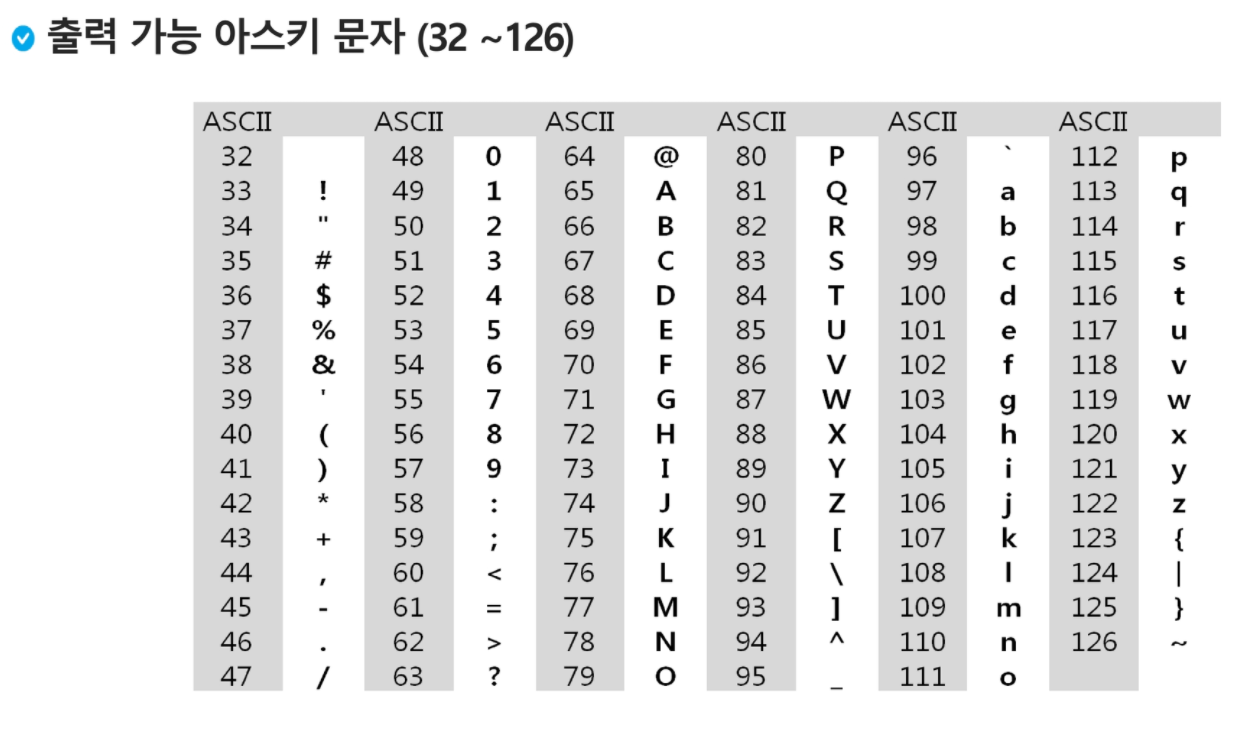 출력 가능 아스키 문자 (32 ~126)
ASCII ASCII ASCII ASCII ASCII ASCII
32 48 0 64 @ 80 P 96 ` 112 p
33 ! 49 1 65 A 81 Q 97 a 113 q
34 " 50 2 66 B 82 R 98 b 114 r
35 # 51 3 67 C 83 S 99 c 115 s
36 $ 52 4 68 D 84 T 100 d 116 t
37 % 53 5 69 E 85 U 101 e 117 u
38 & 54 6 70 F 86 V 102 f 118 v
39 ' 55 7 71 G 87 W 103 g 119 w
40 ( 56 8 72 H 88 X 104 h 120 x
41 ) 57 9 73 I 89 Y 105 i 121 y
42 * 58 : 74 J 90 Z 106 j 122 z
43 + 59 ; 75 K 91 [ 107 k 123 {
44 , 60 < 76 L 92 \ 108 l 124 |
45 - 61 = 77 M 93 ] 109 m 125 }
46 . 62 > 78 N 94 ^ 110 n 126 ~
47 / 63 ? 79 O 95 _ 111 o